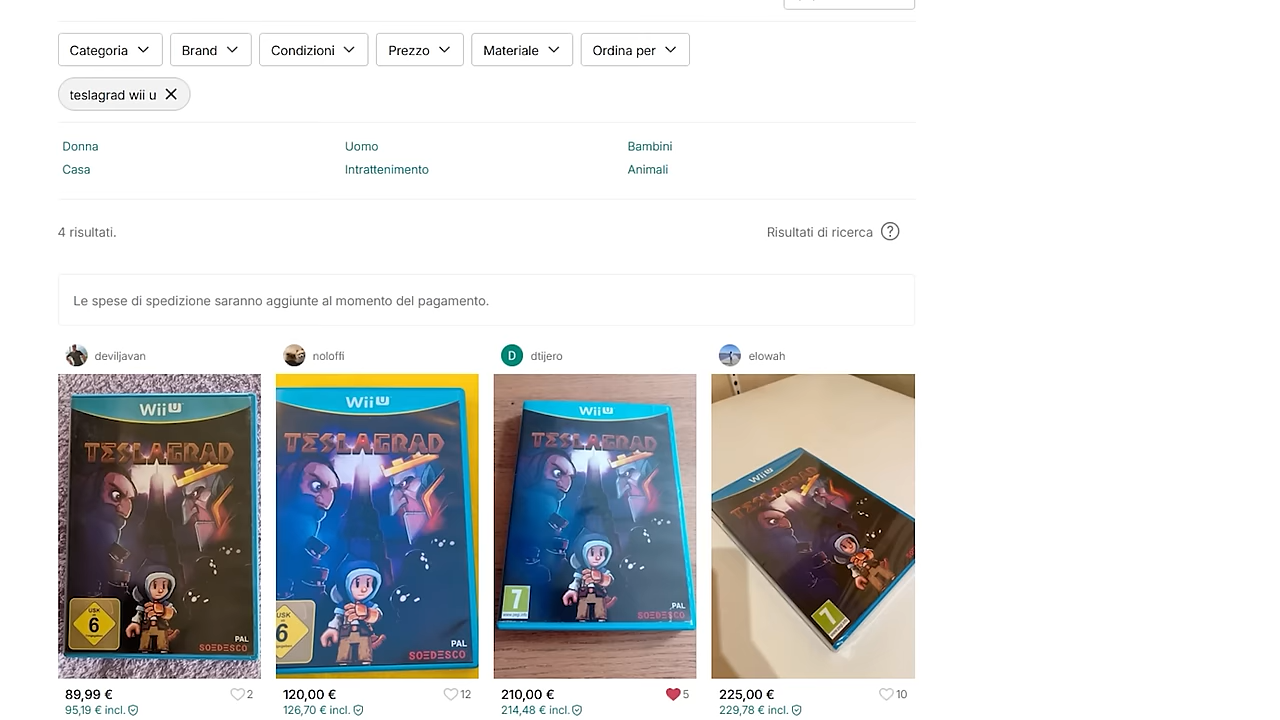 Categoria Brand Condizioni Prezzo Materiale Ordina per
teslagrad wii u
Donna Uomo Bambini
Casa Intrattenimento Animali
4 risultati. Risultati di ricerca ?
Le spese di spedizione saranno aggiunte al momento del pagamento.
deviljavan noloffi D dtijero elowah
Wii U
TESLAGRAD
USK
6
PAL
SOEDESCO
Wii U
TESLAGRAD
USK
6
PAL
SOEDESCO
Wii U
TESLAGRAD
7
PAL
SOEDESCO
Wii U
TESLAGRAD
7
89,99 € 2 120,00 € 12 210,00 € 5 225,00 € 10
95,19 € incl. 126,70 € incl. 214,48 € incl. 229,78 € incl.